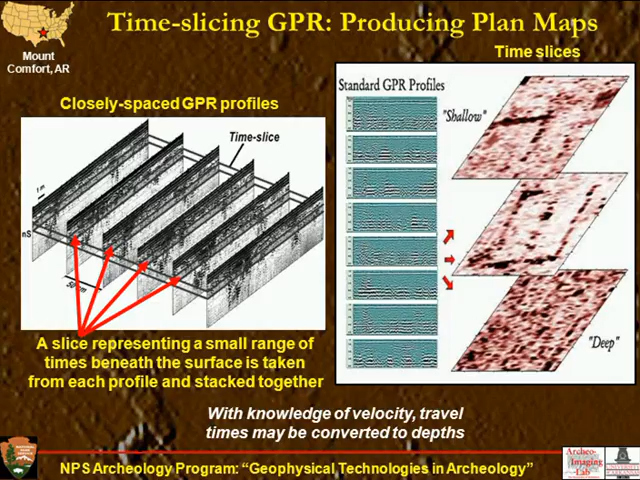 Time-slicing GPR: Producing Plan Maps
Mount
Comfort, AR
Time slices
Closely-spaced GPR profiles
Standard GPR Profiles
"Shallow"
Time-slice
1 m
nS
"Deep"
A slice representing a small range of
times beneath the surface is taken
from each profile and stacked together
With knowledge of velocity, travel
times may be converted to depths
NPS Archeology Program: “Geophysical Technologies in Archeology”
Archeo-
Imaging
Lab